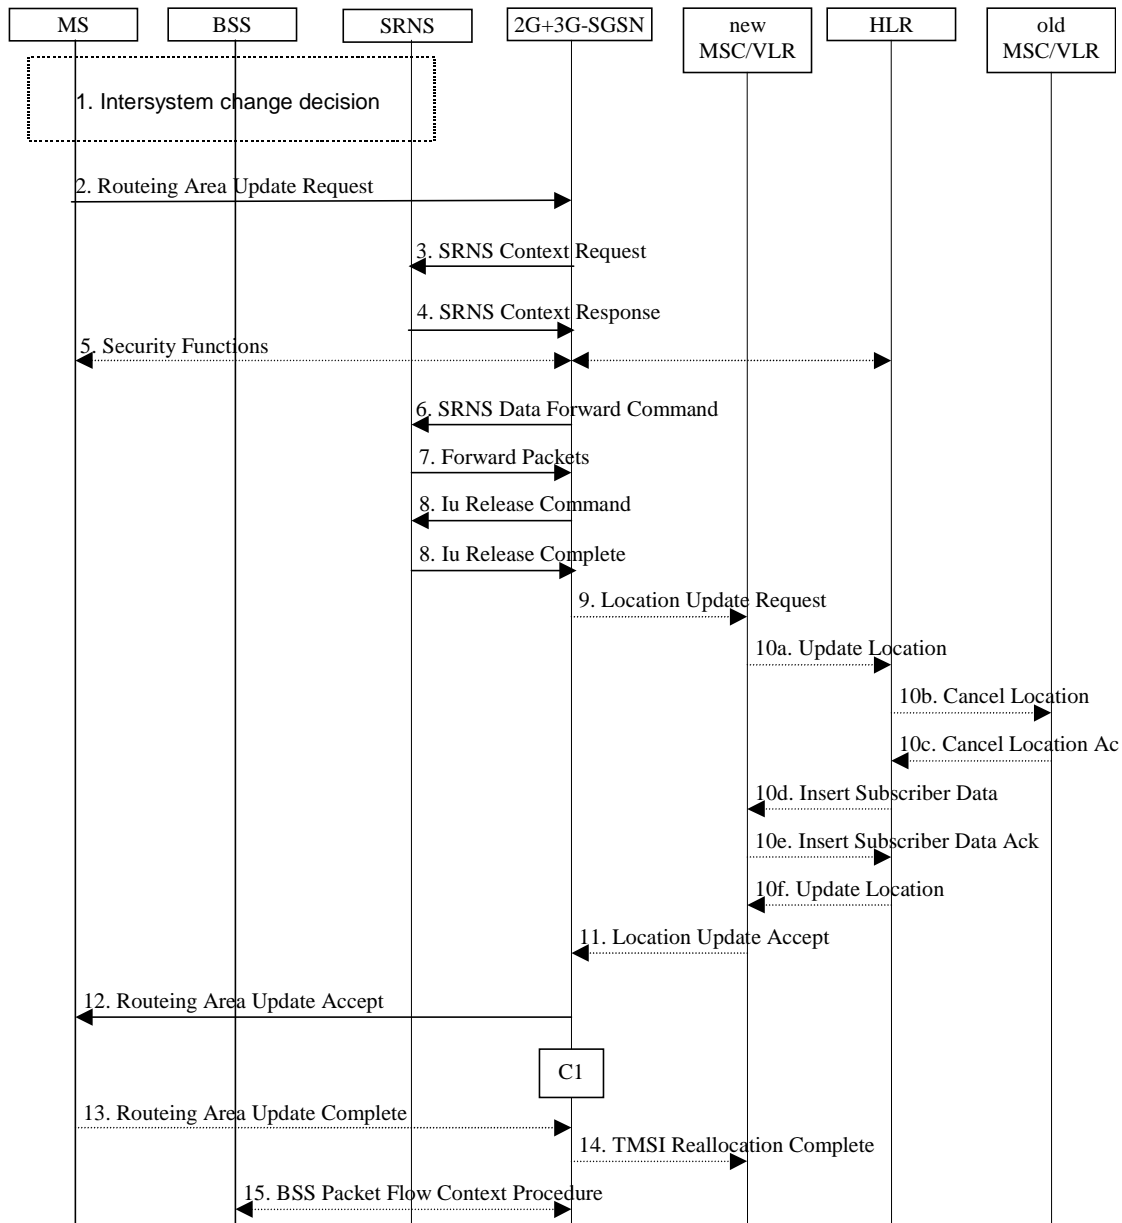 MS
BSS
SRNS
2G+3G-SGSN
new
MSC/VLR
HLR
old
MSC/VLR
1. Intersystem change decision
2. Routeing Area Update Request
3. SRNS Context Request
4. SRNS Context Response
5. Security Functions
6. SRNS Data Forward Command
7. Forward Packets
8. Iu Release Command
8. Iu Release Complete
9. Location Update Request
10a. Update Location
10b. Cancel Location
10c. Cancel Location Ac
10d. Insert Subscriber Data
10e. Insert Subscriber Data Ack
10f. Update Location
11. Location Update Accept
12. Routeing Area Update Accept
C1
13. Routeing Area Update Complete
14. TMSI Reallocation Complete
15. BSS Packet Flow Context Procedure